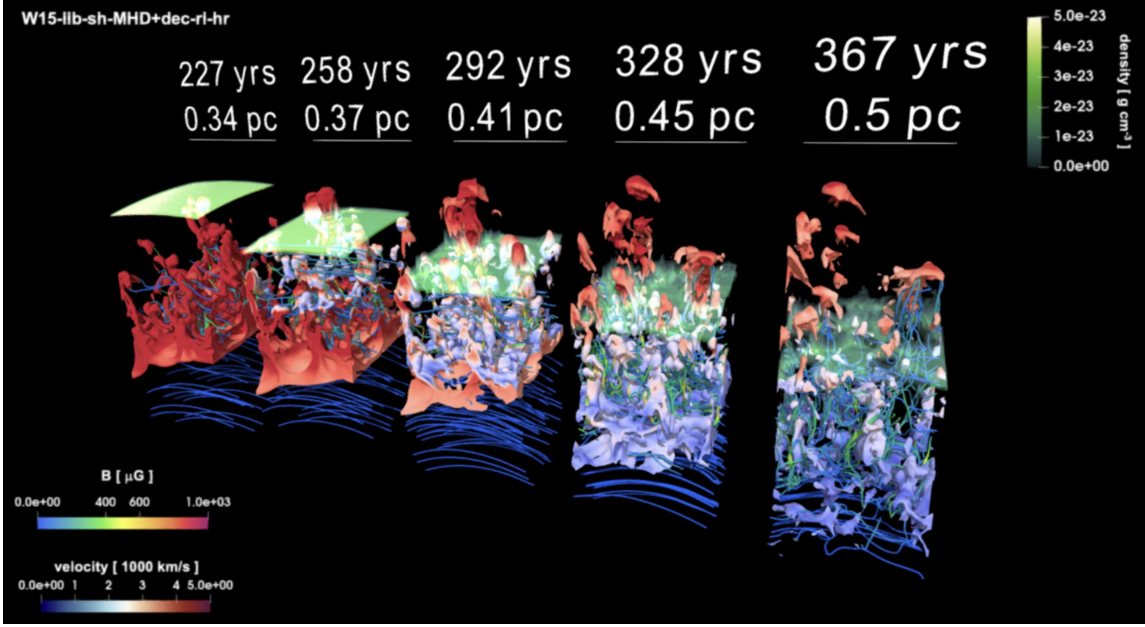 W15-IIb-sh-MHD+dec-rl-hr
227 yrs 258 yrs 292 yrs 328 yrs 367 yrs
0.34 pc 0.37 pc 0.41 pc 0.45 pc 0.5 pc
5.0e-23
4e-23
3e-23
2e-23
1e-23
0.0e+00
density [ g cm⁻³ ]
B [ μG ]
0.0e+00 400 600 1.0e+03
velocity [ 1000 km/s ]
0.0e+00 1 2 3 4 5.0e+00